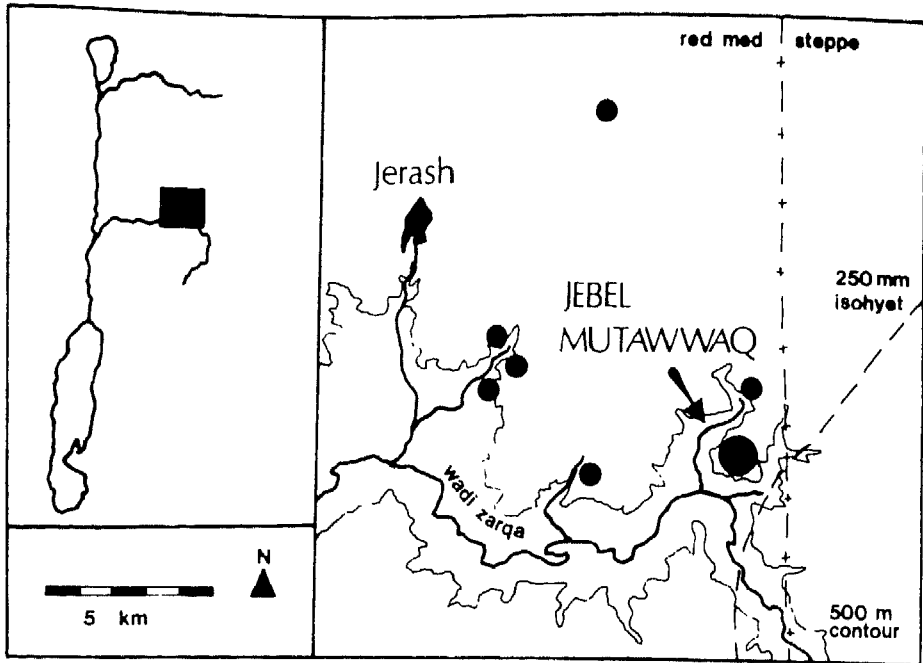 red med steppe
Jerash
250 mm
isohyet
JEBEL
MUTAWWAQ
wadi zarqa
N
5 km
500 m
contour